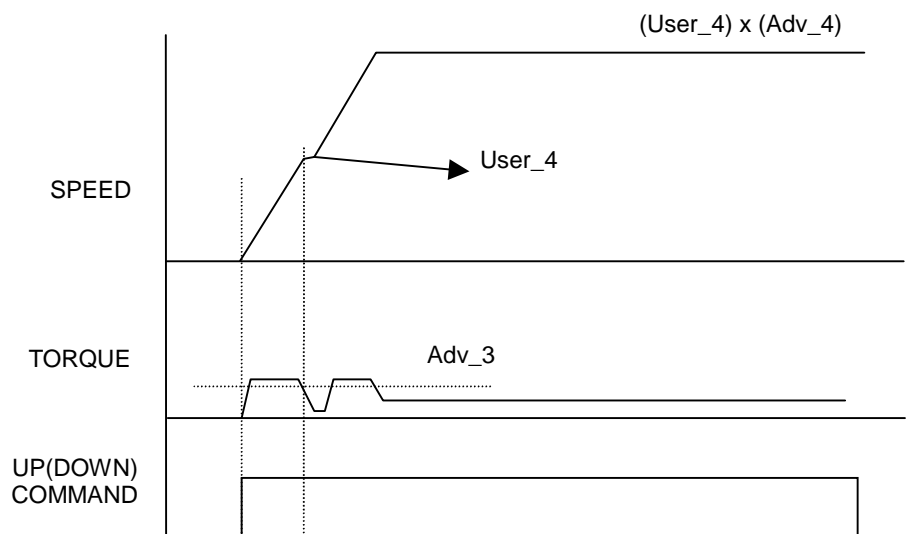 (User_4) x (Adv_4)
User_4
SPEED
Adv_3
TORQUE
UP(DOWN)
COMMAND